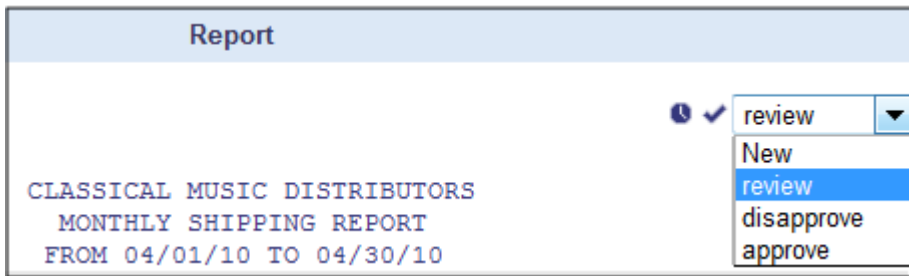 Report
review
New
review
disapprove
approve
CLASSICAL MUSIC DISTRIBUTORS
MONTHLY SHIPPING REPORT
FROM 04/01/10 TO 04/30/10